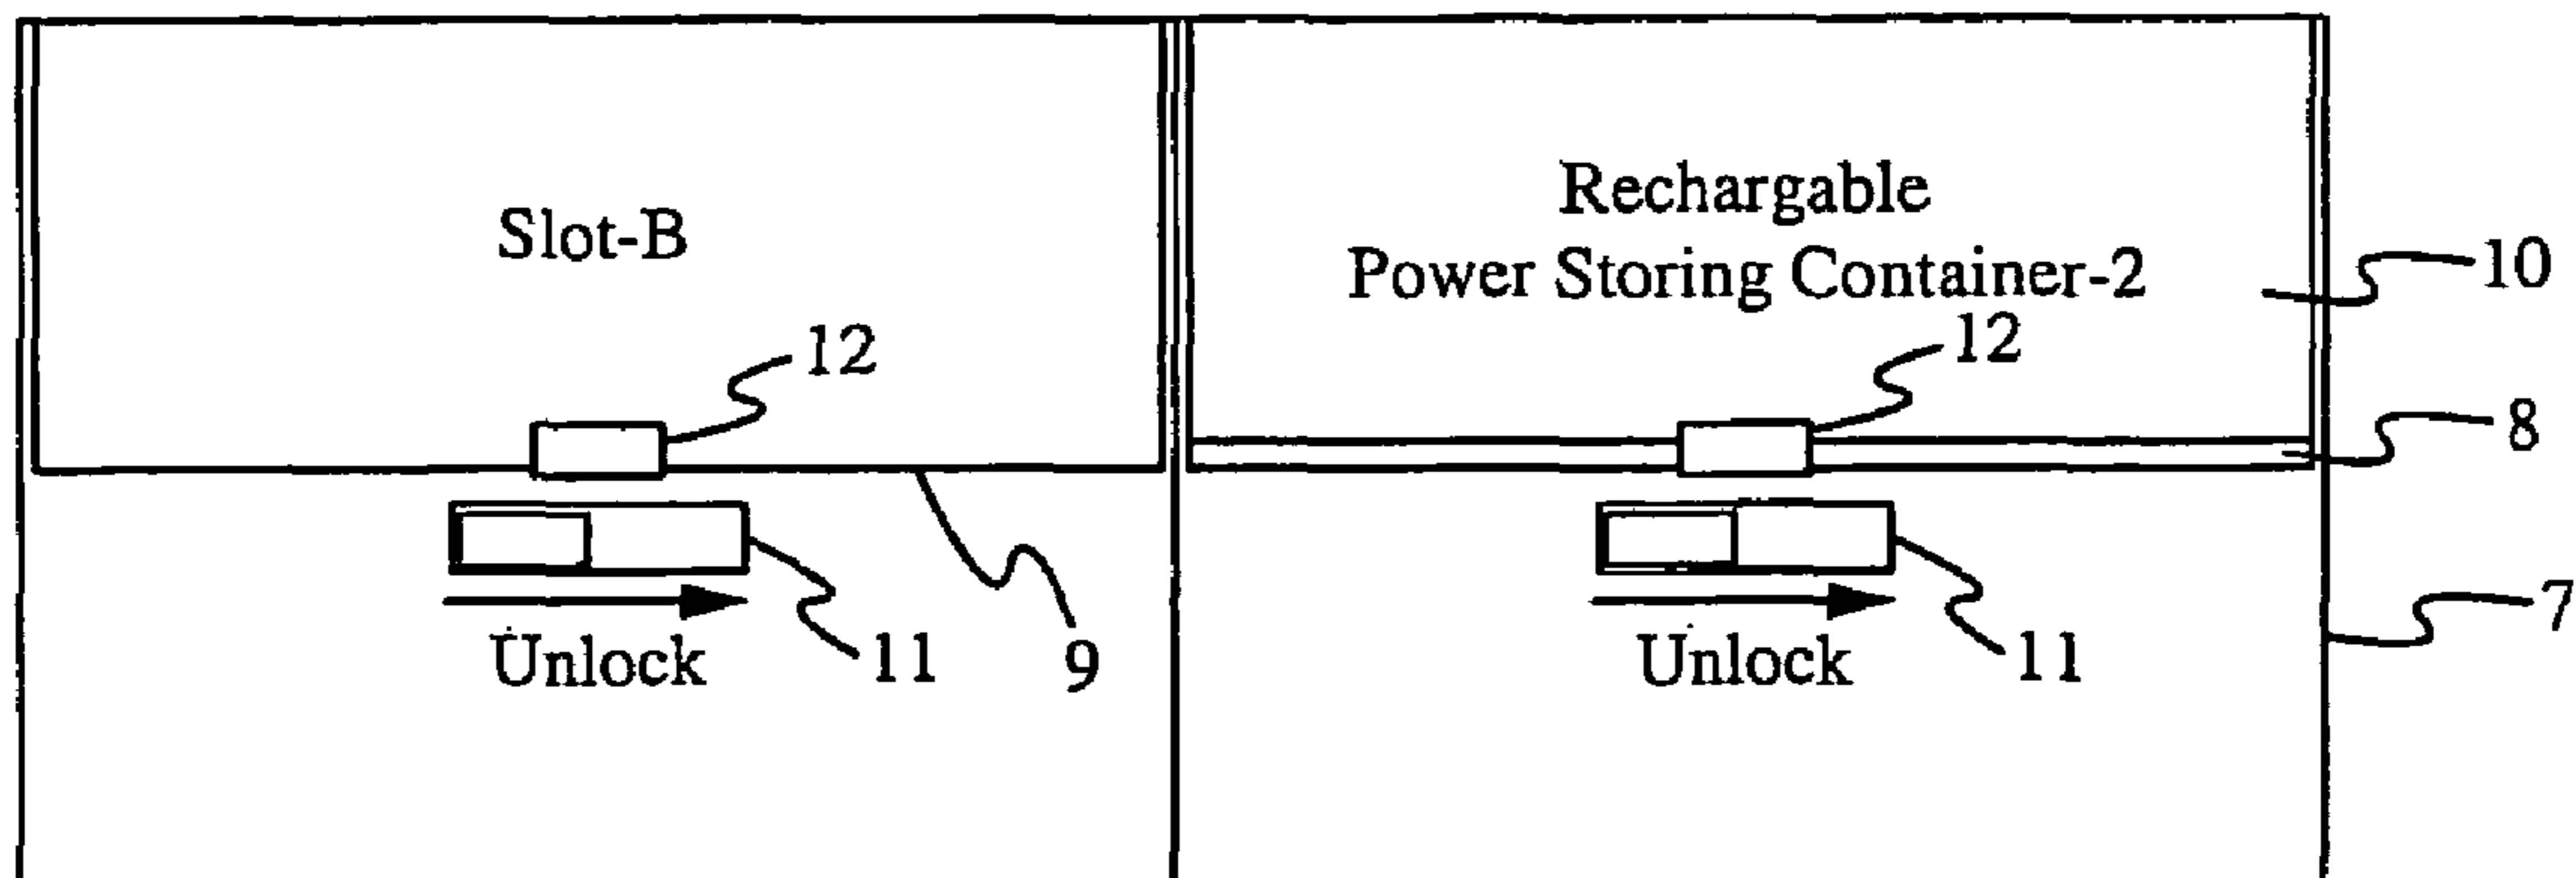 Slot-B
12
11
Unlock
9
Rechargable
Power Storing Container-2
10
12
8
11
Unlock
7